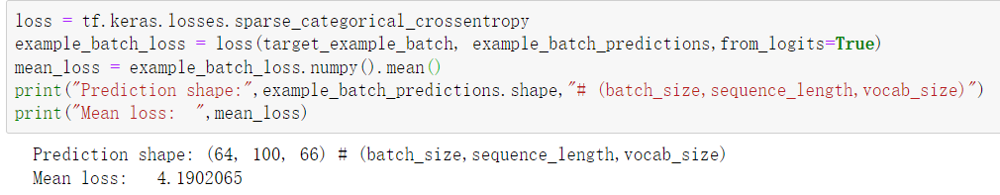 loss = tf.keras.losses.sparse_categorical_crossentropy
example_batch_loss = loss(target_example_batch, example_batch_predictions,from_logits=True)
mean_loss = example_batch_loss.numpy().mean()
print("Prediction shape:",example_batch_predictions.shape,"# (batch_size,sequence_length,vocab_size)")
print("Mean loss:  ",mean_loss)
Prediction shape: (64, 100, 66) # (batch_size,sequence_length,vocab_size)
Mean loss:   4.1902065